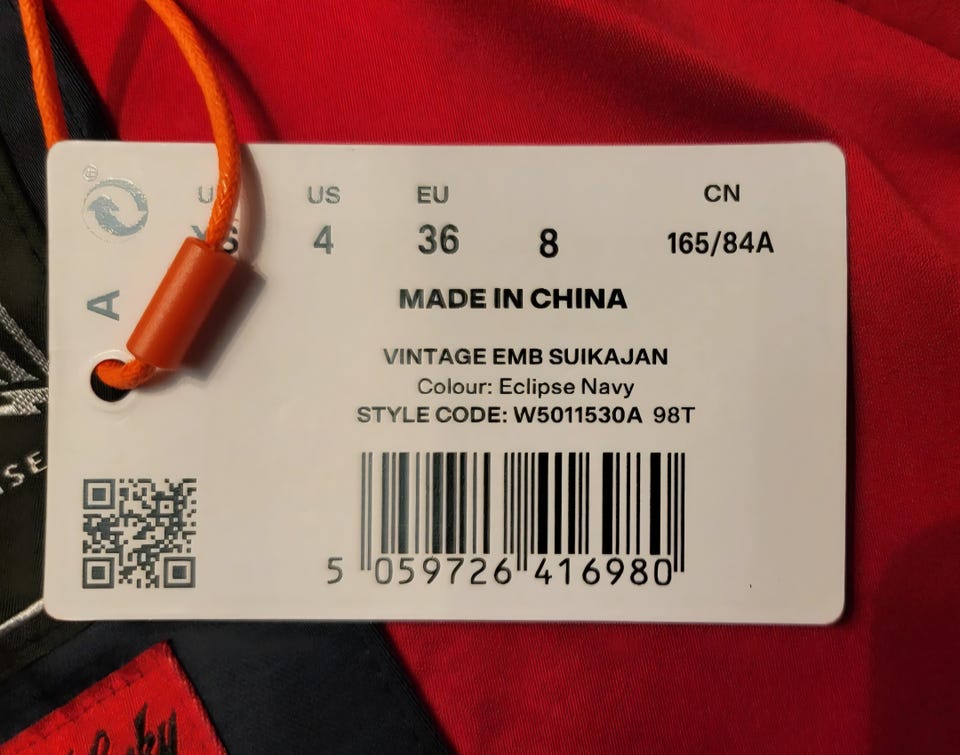 US EU CN
4 36 8 165/84A
A
MADE IN CHINA
VINTAGE EMB SUIKAJAN
Colour: Eclipse Navy
STYLE CODE: W5011530A 98T
5 059726 416980